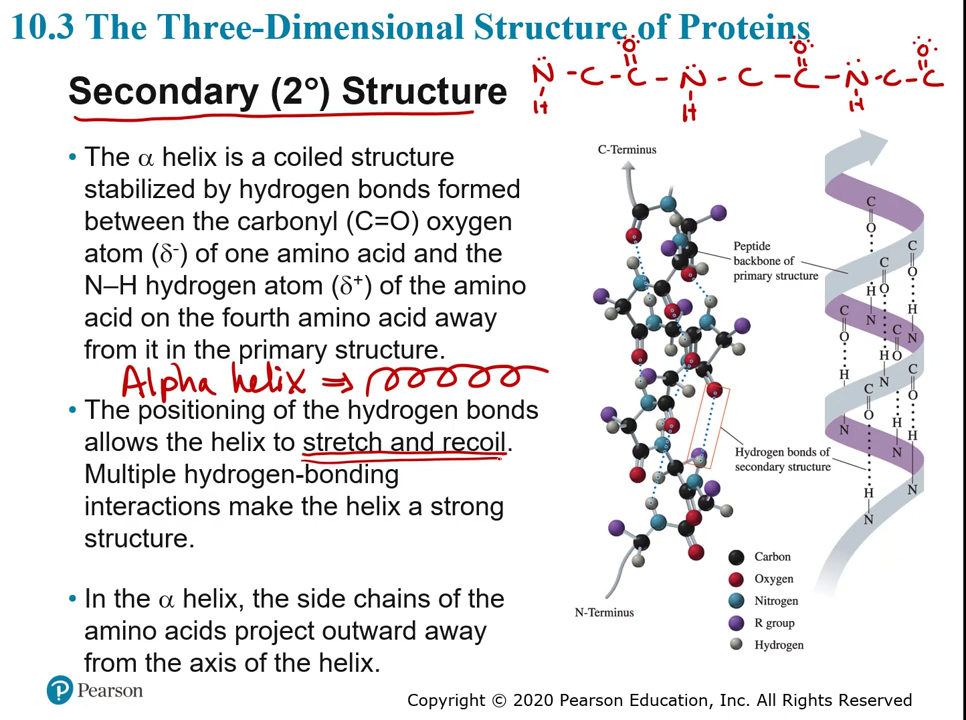 10.3 The Three-Dimensional Structure of Proteins
Secondary (2°) Structure
N - C - C - N - C - C - N - C - C
O O O
H H H
• The α helix is a coiled structure
stabilized by hydrogen bonds formed
between the carbonyl (C=O) oxygen
atom (δ-) of one amino acid and the
N–H hydrogen atom (δ+) of the amino
acid on the fourth amino acid away
from it in the primary structure.
Alpha helix ⇒
• The positioning of the hydrogen bonds
allows the helix to stretch and recoil.
Multiple hydrogen-bonding
interactions make the helix a strong
structure.
• In the α helix, the side chains of the
amino acids project outward away
from the axis of the helix.
C-Terminus
Peptide
backbone of
primary structure
Hydrogen bonds of
secondary structure
N-Terminus
Carbon
Oxygen
Nitrogen
R group
Hydrogen
C
O
H
N
C
O
H
N
C
O
H
N
C
O
H
N
C
O
H
N
C
O
H
N
C
O
H
N
P Pearson
Copyright © 2020 Pearson Education, Inc. All Rights Reserved